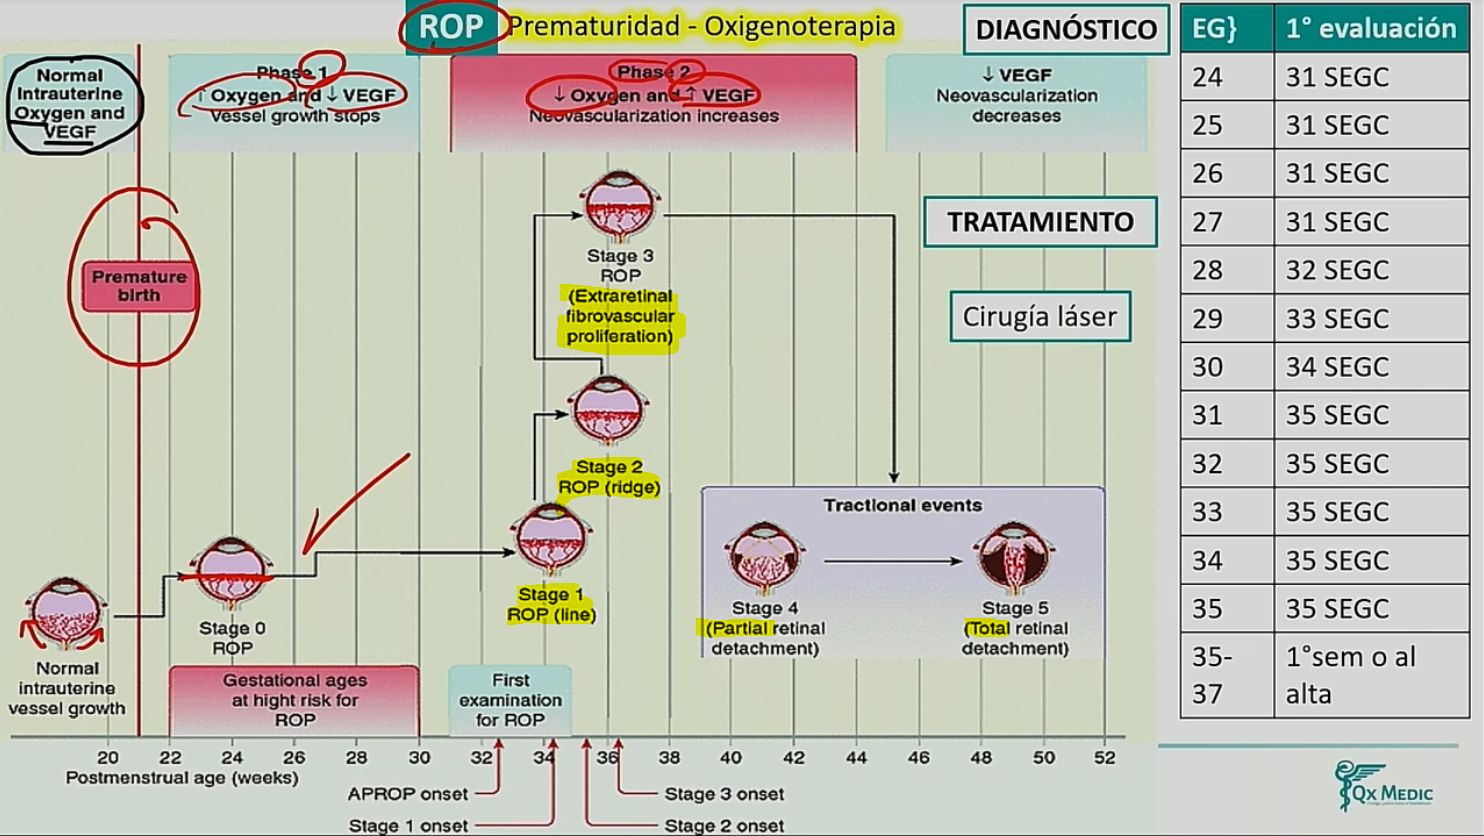 ROP Prematuridad - Oxigenoterapia
DIAGNÓSTICO
Normal
Intrauterine
Oxygen and
VEGF
Phase 1
↑ Oxygen and ↓ VEGF
Vessel growth stops
Phase 2
↓ Oxygen and ↑ VEGF
Neovascularization increases
↓ VEGF
Neovascularization
decreases
TRATAMIENTO
Cirugía láser
Premature
birth
Stage 3
ROP
(Extraretinal
fibrovascular
proliferation)
Stage 2
ROP (ridge)
Stage 1
ROP (line)
Stage 0
ROP
Normal
intrauterine
vessel growth
Tractional events
Stage 4
(Partial retinal
detachment)
Stage 5
(Total retinal
detachment)
Gestational ages
at hight risk for
ROP
First
examination
for ROP
20 22 24 26 28 30 32 34 36 38 40 42 44 46 48 50 52
Postmenstrual age (weeks)
APROP onset
Stage 1 onset
Stage 3 onset
Stage 2 onset
EG} 1° evaluación
24 31 SEGC
25 31 SEGC
26 31 SEGC
27 31 SEGC
28 32 SEGC
29 33 SEGC
30 34 SEGC
31 35 SEGC
32 35 SEGC
33 35 SEGC
34 35 SEGC
35 35 SEGC
35- 1°sem o al
37 alta
QX MEDIC